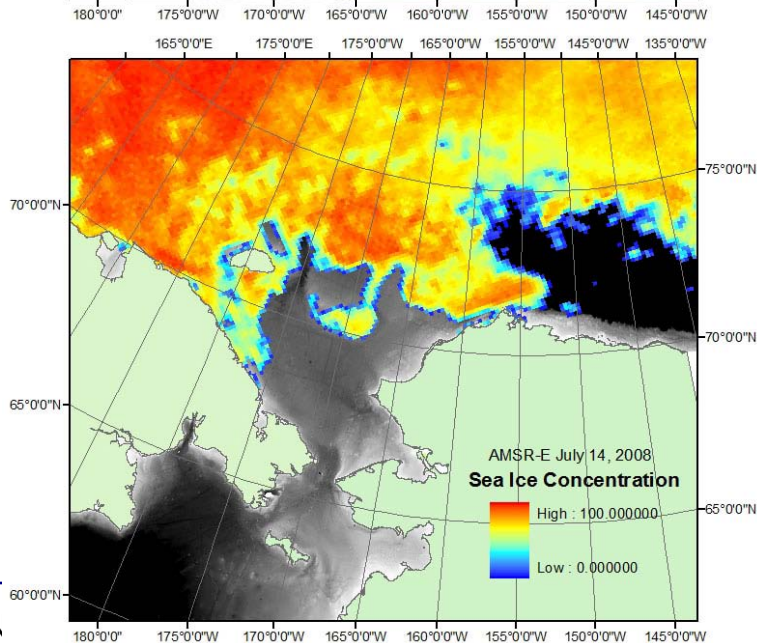 180°0'0" 175°0'0"W 170°0'0"W 165°0'0"W 160°0'0"W 155°0'0"W 150°0'0"W 145°0'0"W
165°0'0"E 175°0'0"E 175°0'0"W 165°0'0"W 155°0'0"W 145°0'0"W 135°0'0"W
75°0'0"N
70°0'0"N
70°0'0"N
65°0'0"N
AMSR-E July 14, 2008
Sea Ice Concentration
High : 100.000000
65°0'0"N
Low : 0.000000
60°0'0"N
180°0'0" 175°0'0"W 170°0'0"W 165°0'0"W 160°0'0"W 155°0'0"W 150°0'0"W 145°0'0"W